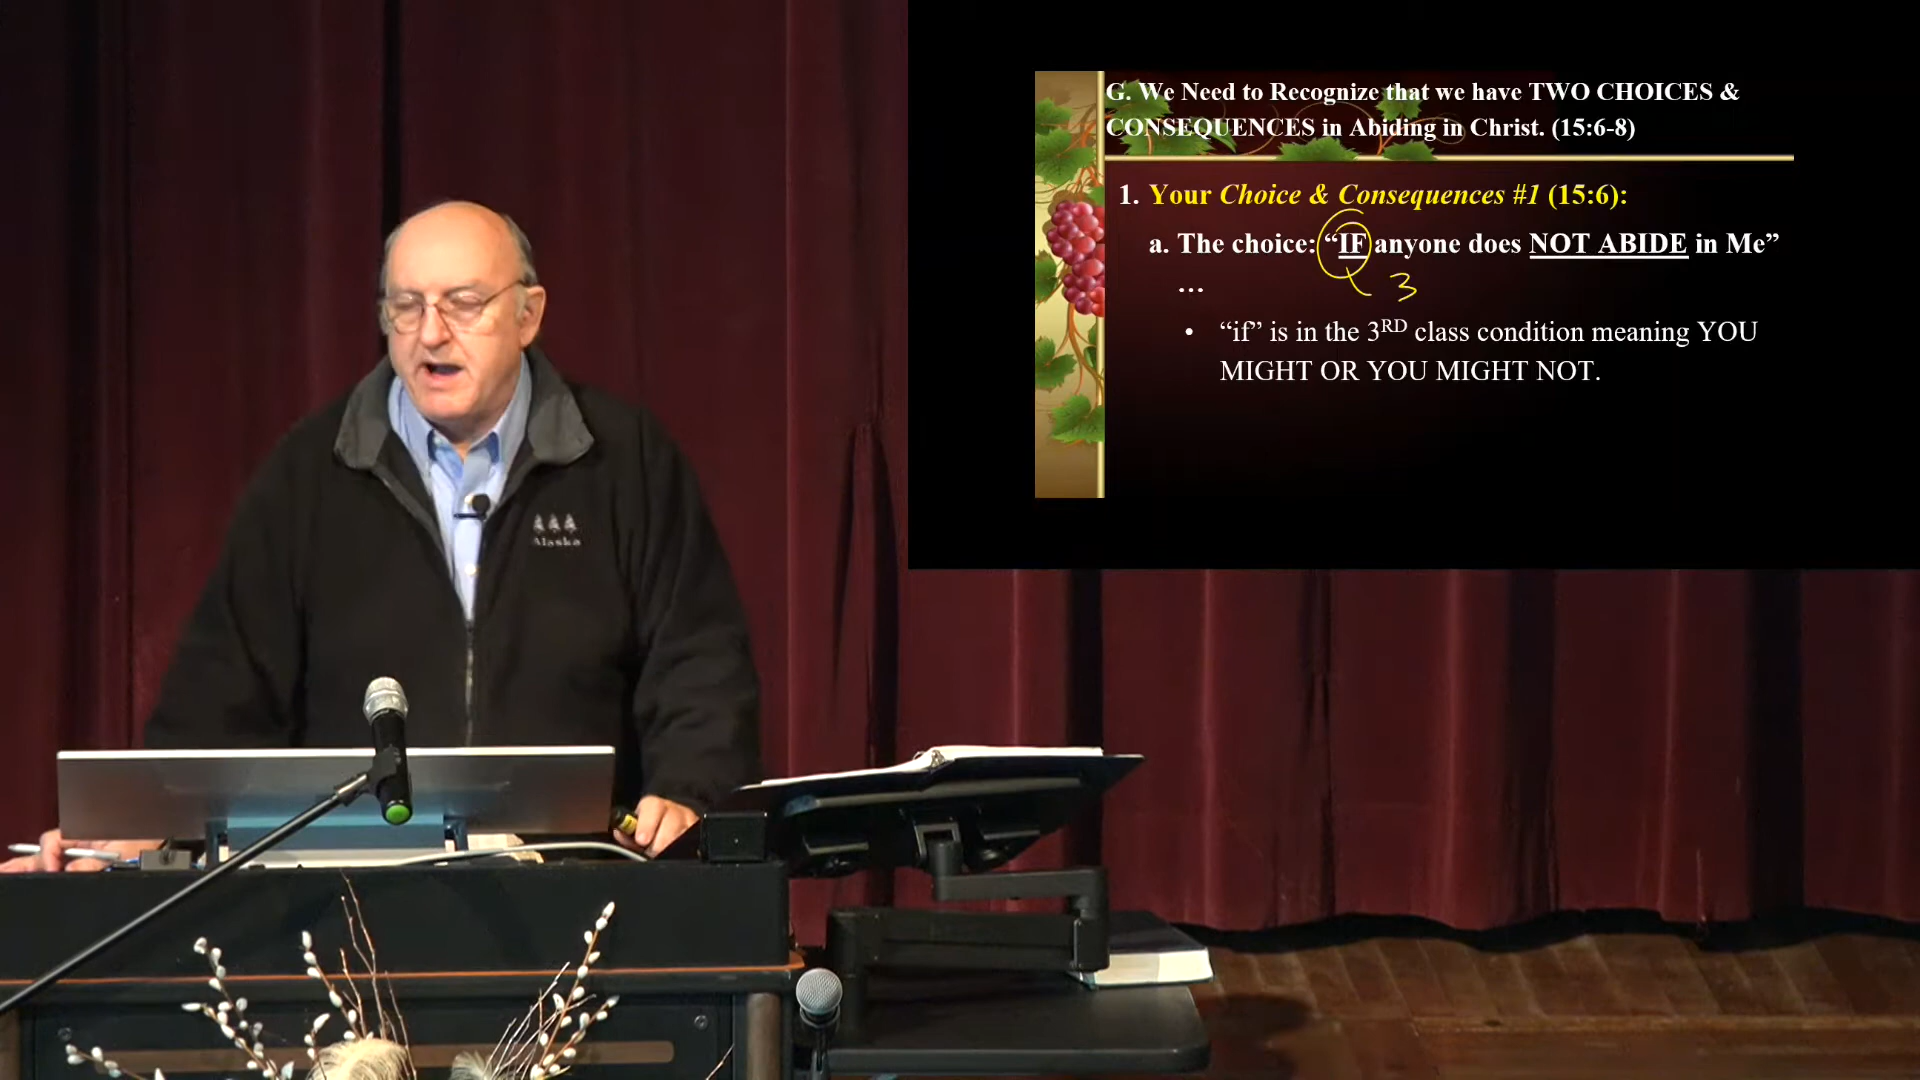 G. We Need to Recognize that we have TWO CHOICES &
CONSEQUENCES in Abiding in Christ. (15:6-8)
1. Your Choice & Consequences #1 (15:6):
a. The choice: “IF anyone does NOT ABIDE in Me”
…
3
• “if” is in the 3RD class condition meaning YOU
MIGHT OR YOU MIGHT NOT.
Alaska